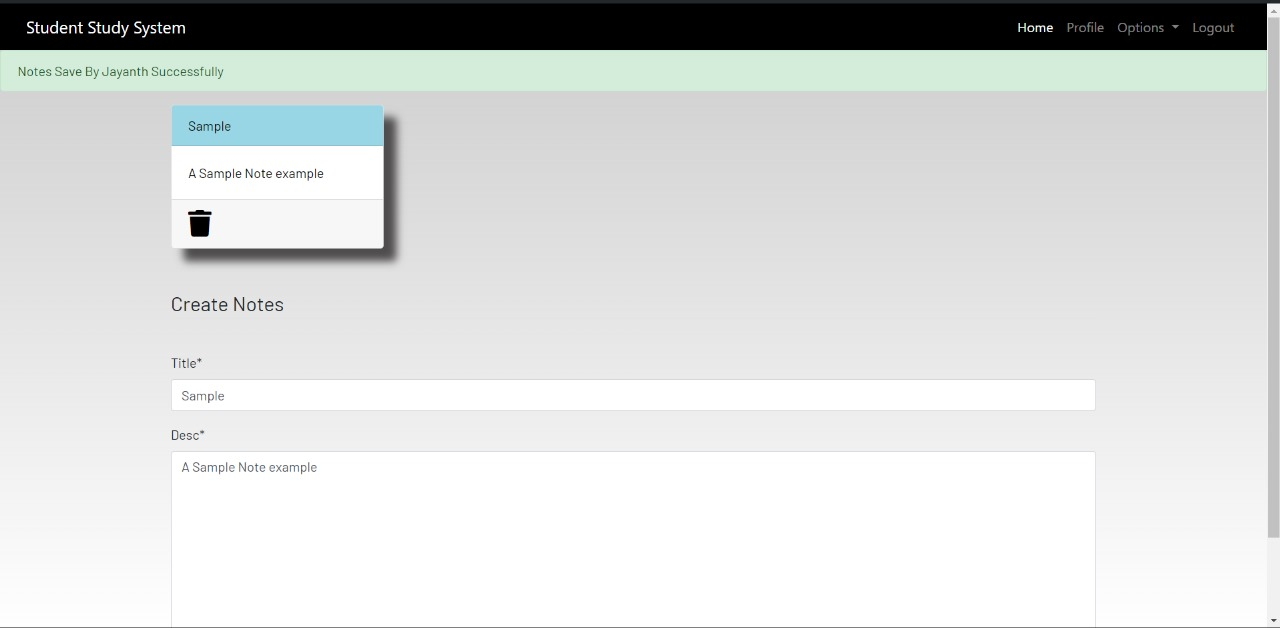 Student Study System
Home Profile Options Logout
Notes Save By Jayanth Successfully
Sample
A Sample Note example
Create Notes
Title*
Sample
Desc*
A Sample Note example